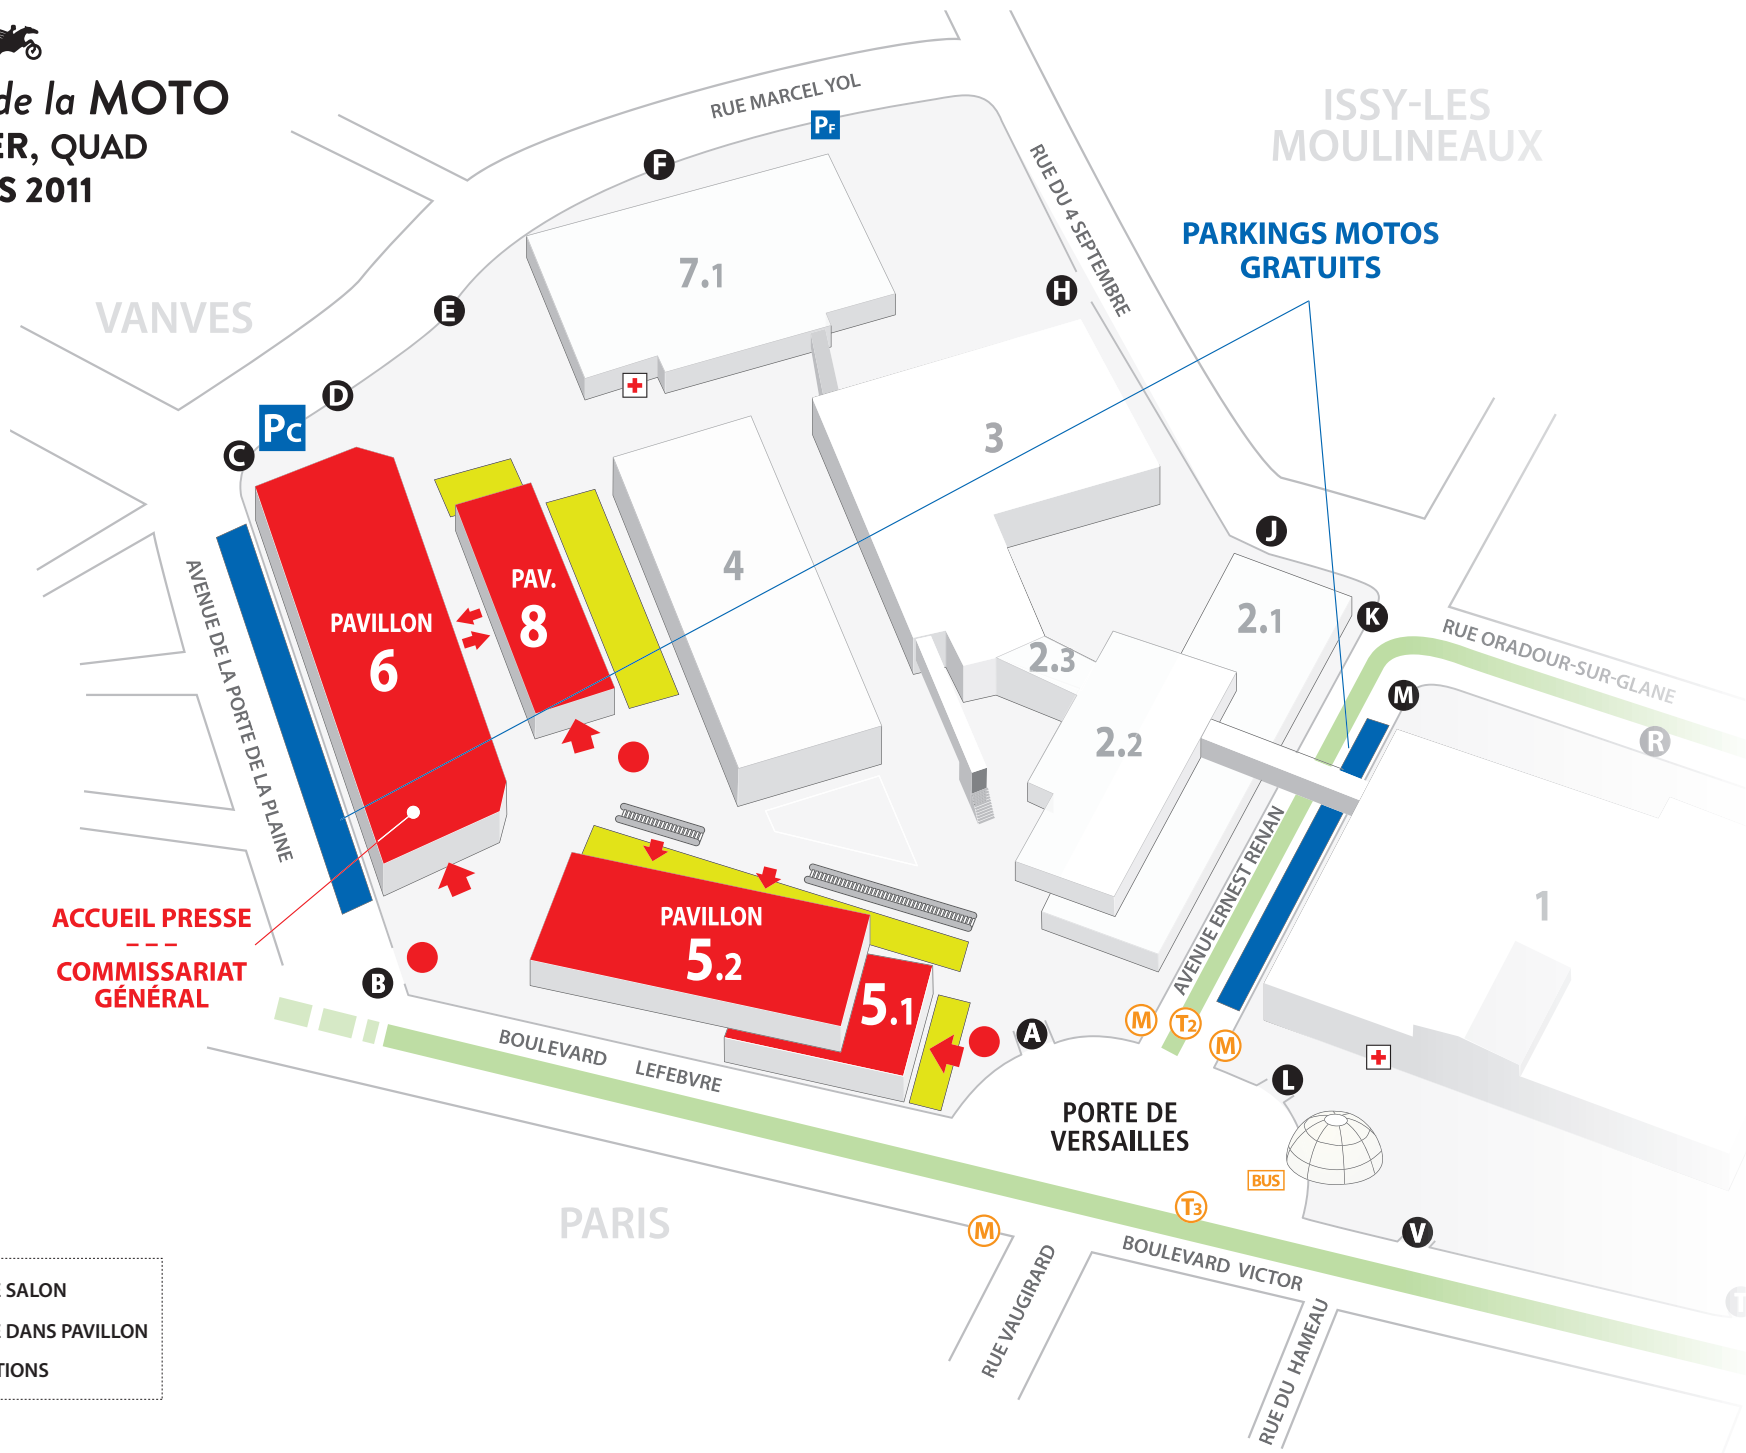 de la MOTO
ER, QUAD
S 2011
RUE MARCEL YOL
PF
ISSY-LES
MOULINEAUX
F
RUE DU 4 SEPTEMBRE
PARKINGS MOTOS
GRATUITS
7.1
H
VANVES
E
D
PC
C
3
J
4
PAV.
8
PAVILLON
6
AVENUE DE LA PORTE DE LA PLAINE
2.1
K
RUE ORADOUR-SUR-GLANE
2.3
M
R
2.2
AVENUE ERNEST RENAN
1
ACCUEIL PRESSE
COMMISSARIAT
GÉNÉRAL
PAVILLON
5.2
5.1
B
A
M
T2
M
BOULEVARD LEFEBVRE
L
PORTE DE
VERSAILLES
BUS
T3
M
V
PARIS
BOULEVARD VICTOR
RUE VAUGIRARD
RUE DU HAMEAU
T
E SALON
E DANS PAVILLON
TIONS